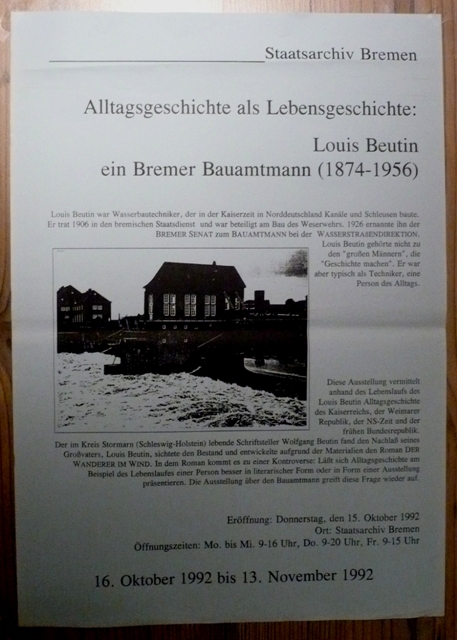 Staatsarchiv Bremen
Alltagsgeschichte als Lebensgeschichte:
Louis Beutin
ein Bremer Bauamtmann (1874-1956)
Louis Beutin war Wasserbautechniker, der in der Kaiserzeit in Norddeutschland Kanäle und Schleusen baute.
Er trat 1906 in den bremischen Staatsdienst und war beteiligt am Bau des Weserwehrs. 1926 ernannte ihn der
BREMER SENAT zum BAUAMTMANN bei der WASSERSTRASENDIREKTION.
Louis Beutin gehörte nicht zu
den "großen Männern", die
"Geschichte machen". Er war
aber typisch als Techniker, eine
Person des Alltags.
Diese Ausstellung vermittelt
anhand des Lebenslaufs des
Louis Beutin Alltagsgeschichte
des Kaiserreichs, der Weimarer
Republik, der NS-Zeit und der
frühen Bundesrepublik.
Der im Kreis Stormarn (Schleswig-Holstein) lebende Schriftsteller Wolfgang Beutin fand den Nachlaß seines
Großvaters, Louis Beutin, sichtete den Bestand und entwickelte aufgrund der Materialien den Roman DER
WANDERER IM WIND. In dem Roman kommt es zu einer Kontroverse: Läßt sich Alltagsgeschichte am
Beispiel des Lebenslaufes einer Person besser in literarischer Form oder in Form einer Ausstellung
präsentieren. Die Ausstellung über den Bauamtmann greift diese Frage wieder auf.
Eröffnung: Donnerstag, den 15. Oktober 1992
Ort: Staatsarchiv Bremen
Öffnungszeiten: Mo. bis Mi. 9-16 Uhr, Do. 9-20 Uhr, Fr. 9-15 Uhr
16. Oktober 1992 bis 13. November 1992